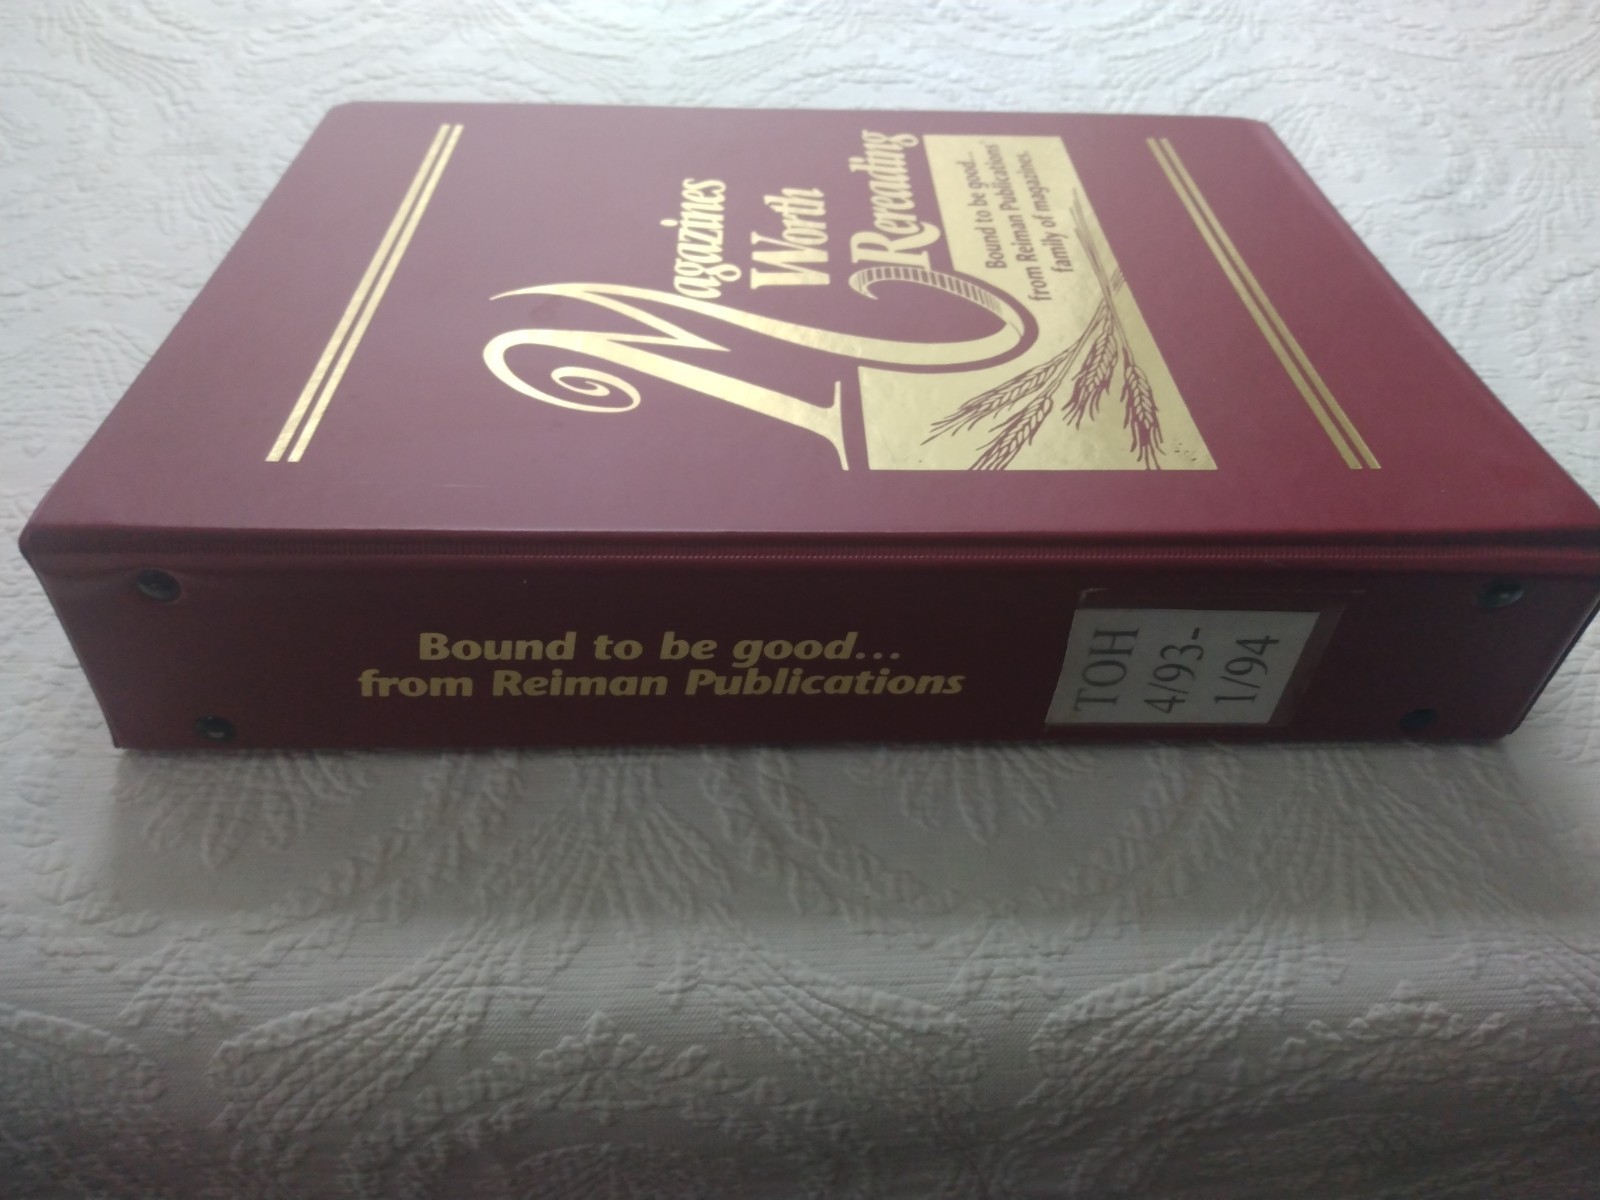 Magazines
Worth
Rereading
Bound to be good...
from Reiman Publications'
family of magazines.
Bound to be good...
from Reiman Publications
TOH
4/93-
1/94